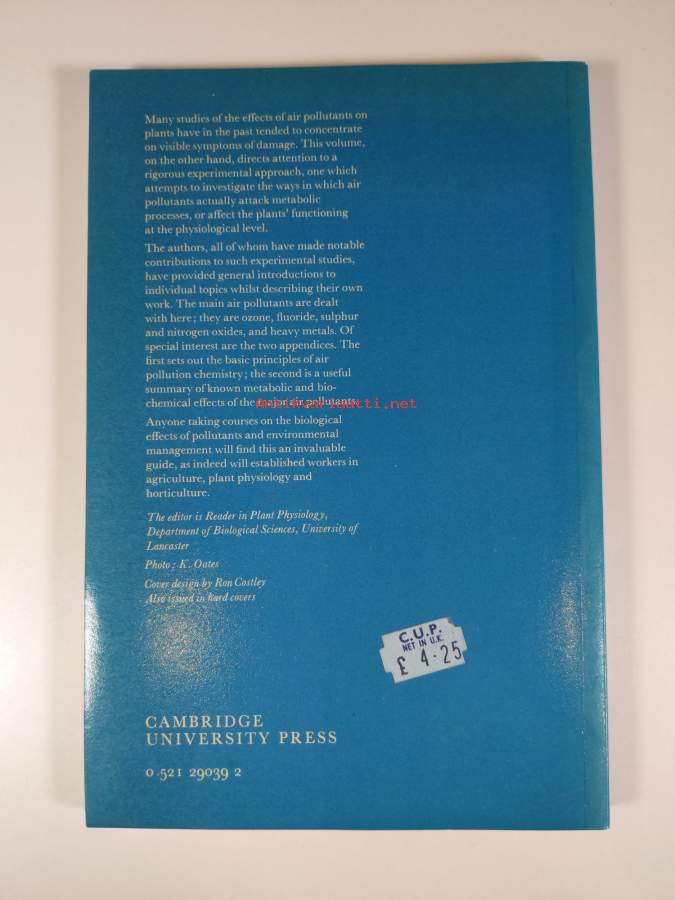 Many studies of the effects of air pollutants on
plants have in the past tended to concentrate
on visible symptoms of damage. This volume,
on the other hand, directs attention to a
rigorous experimental approach, one which
attempts to investigate the ways in which air
pollutants actually attack metabolic
processes, or affect the plants' functioning
at the physiological level.
The authors, all of whom have made notable
contributions to such experimental studies,
have provided general introductions to
individual topics whilst describing their own
work. The main air pollutants are dealt
with here; they are ozone, fluoride, sulphur
and nitrogen oxides, and heavy metals. Of
special interest are the two appendices. The
first sets out the basic principles of air
pollution chemistry; the second is a useful
summary of known metabolic and bio-
chemical effects of the major air pollutants.
antikvariaatti.net
Anyone taking courses on the biological
effects of pollutants and environmental
management will find this an invaluable
guide, as indeed will established workers in
agriculture, plant physiology and
horticulture.
The editor is Reader in Plant Physiology,
Department of Biological Sciences, University of
Lancaster
Photo: K. Oates
Cover design by Ron Costley
Also issued in hard covers
C.U.P.
NET IN U.K.
£ 4.25
CAMBRIDGE
UNIVERSITY PRESS
0 521 29039 2